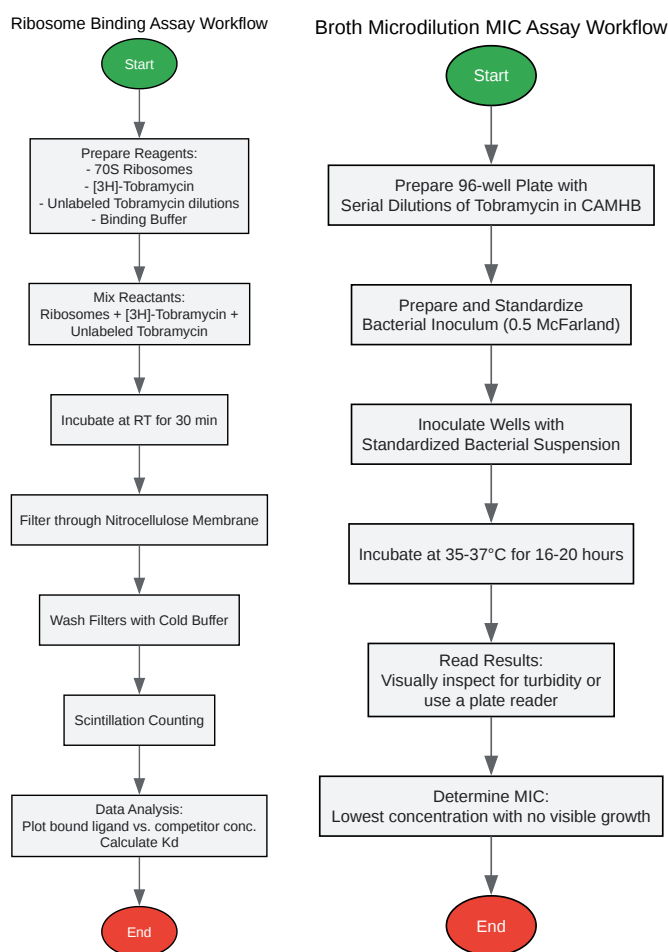 Ribosome Binding Assay Workflow
Start
Prepare Reagents:
- 70S Ribosomes
- [3H]-Tobramycin
- Unlabeled Tobramycin dilutions
- Binding Buffer
Mix Reactants:
Ribosomes + [3H]-Tobramycin +
Unlabeled Tobramycin
Incubate at RT for 30 min
Filter through Nitrocellulose Membrane
Wash Filters with Cold Buffer
Scintillation Counting
Data Analysis:
Plot bound ligand vs. competitor conc.
Calculate Kd
End
Broth Microdilution MIC Assay Workflow
Start
Prepare 96-well Plate with
Serial Dilutions of Tobramycin in CAMHB
Prepare and Standardize
Bacterial Inoculum (0.5 McFarland)
Inoculate Wells with
Standardized Bacterial Suspension
Incubate at 35-37°C for 16-20 hours
Read Results:
Visually inspect for turbidity or
use a plate reader
Determine MIC:
Lowest concentration with no visible growth
End